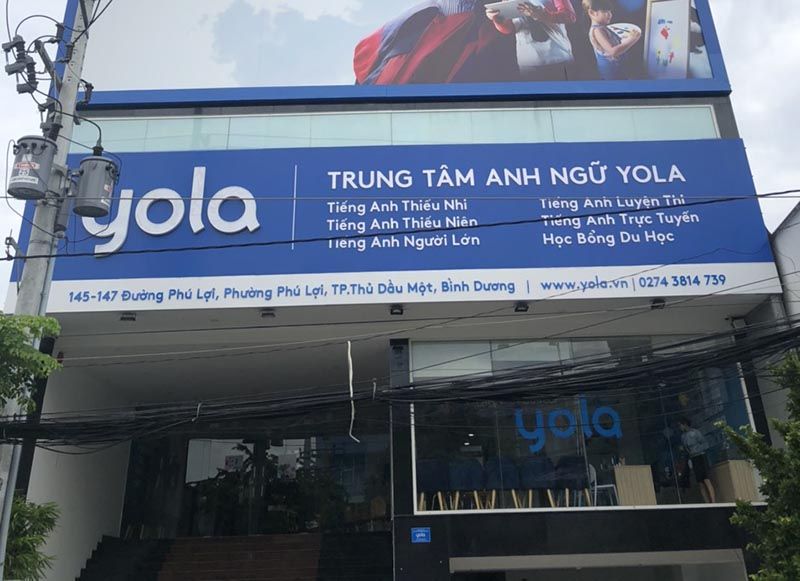 yola
TRUNG TÂM ANH NGỮ YOLA
Tiếng Anh Thiếu Nhi
Tiếng Anh Thiếu Niên
Tiếng Anh Người Lớn
Tiếng Anh Luyện Thi
Tiếng Anh Trực Tuyến
Học Bổng Du Học
145-147 Đường Phú Lợi, Phường Phú Lợi, TP.Thủ Dầu Một, Bình Dương | www.yola.vn | 0274 3814 739
yola
yola